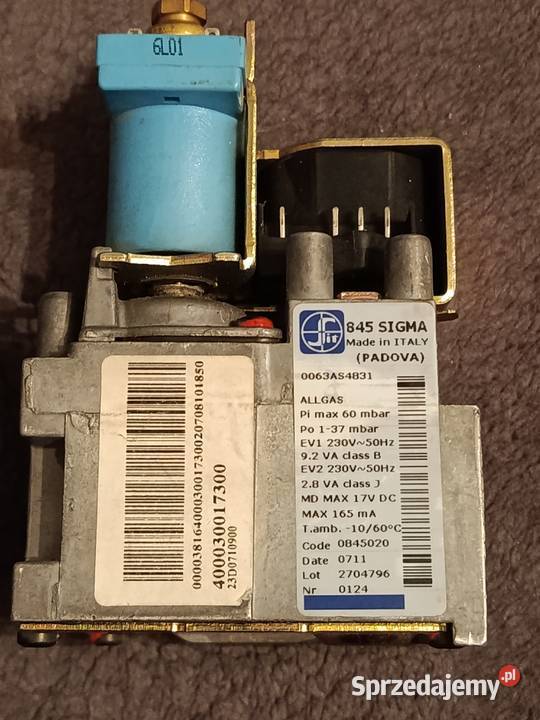 6L01
Sit
845 SIGMA
Made in ITALY
(PADOVA)
0063AS4831
ALLGAS
Pi max 60 mbar
Po 1-37 mbar
EV1 230V~50Hz
9.2 VA class B
EV2 230V~50Hz
2.8 VA class J
MD MAX 17V DC
MAX 165 mA
T.amb. -10/60°C
Code 0845020
Date 0711
Lot 2704796
Nr 0124
000038164000030001730020708101850
400030017300
23D0710900
Sprzedajemy.pl